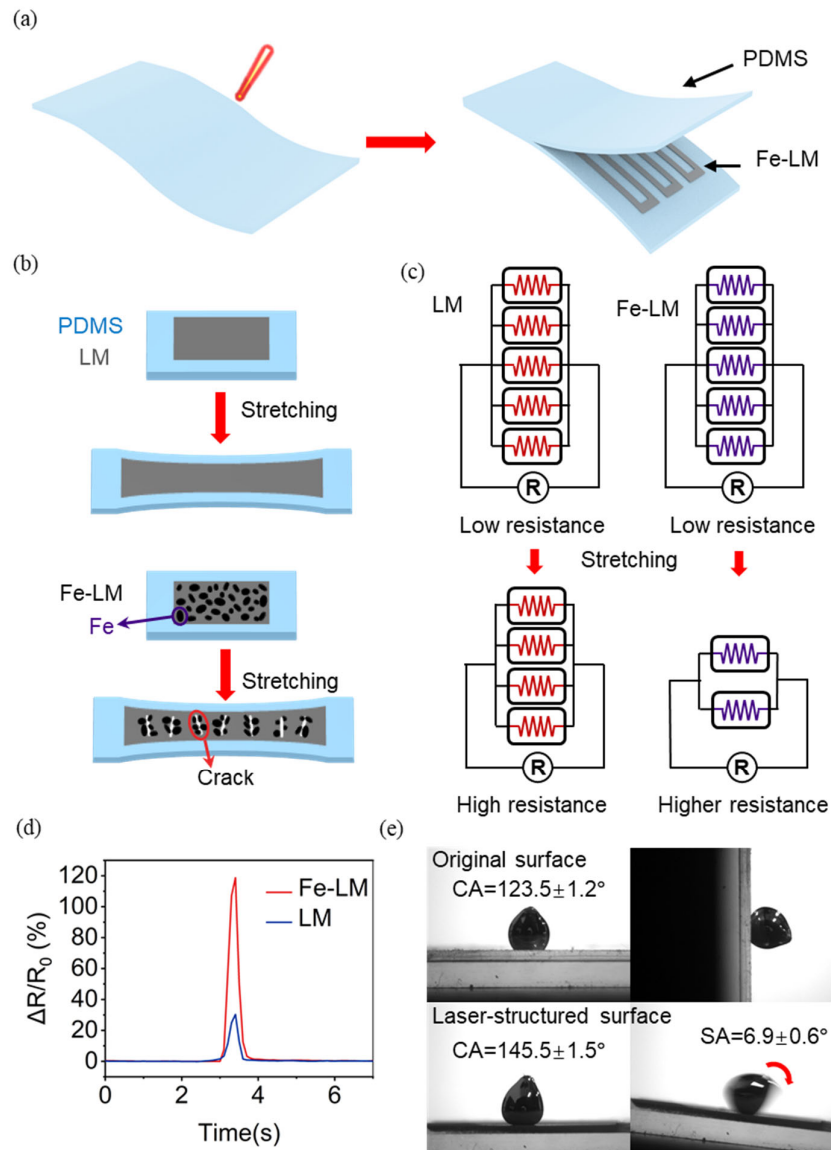 (a)
PDMS
Fe-LM
(b)
PDMS
LM
Stretching
Fe-LM
Fe
Stretching
Crack
(c)
LM
Fe-LM
R
R
Low resistance
Low resistance
Stretching
R
R
High resistance
Higher resistance
(d)
ΔR/R₀ (%)
120
100
80
60
40
20
0
0
2
4
6
Time(s)
Fe-LM
LM
(e)
Original surface
CA=123.5±1.2°
Laser-structured surface
CA=145.5±1.5°
SA=6.9±0.6°